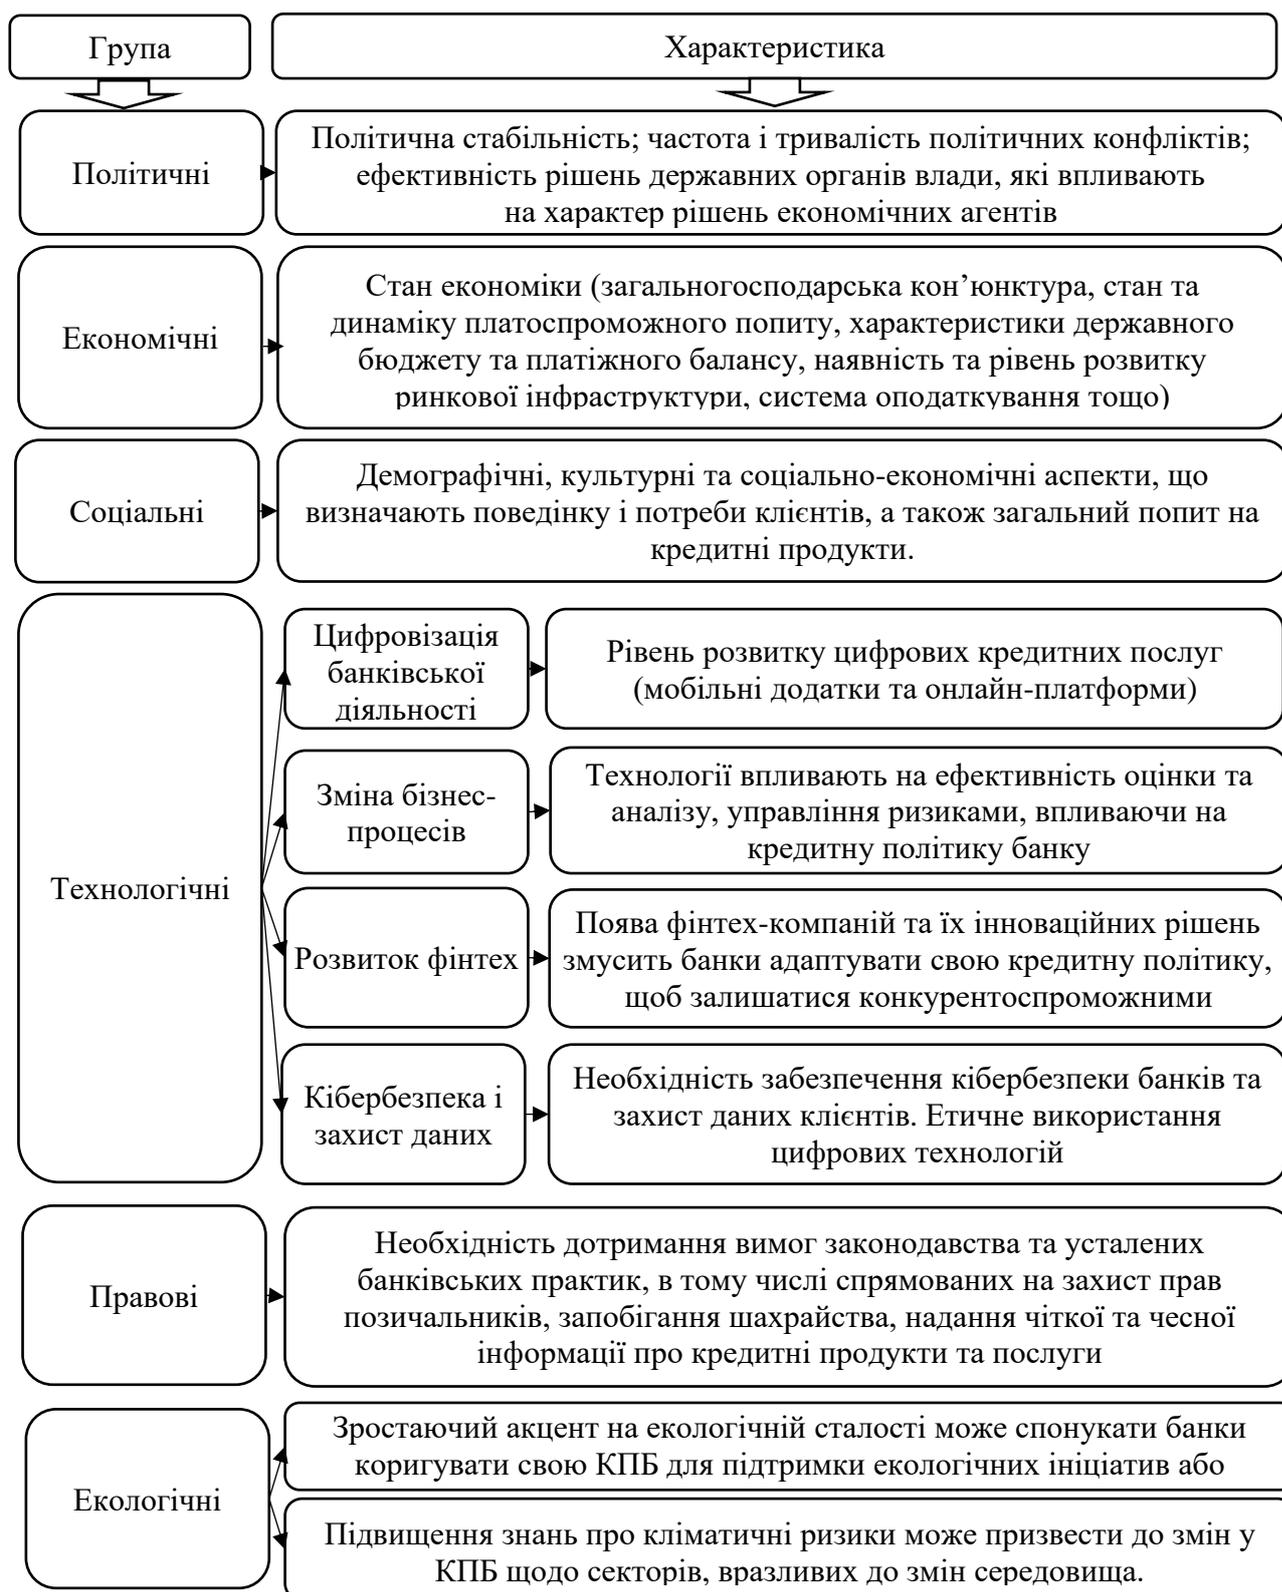 Група
Характеристика
Політичні
Політична стабільність; частота і тривалість політичних конфліктів;
ефективність рішень державних органів влади, які впливають
на характер рішень економічних агентів
Економічні
Стан економіки (загальногосподарська кон’юнктура, стан та
динаміку платоспроможного попиту, характеристики державного
бюджету та платіжного балансу, наявність та рівень розвитку
ринкової інфраструктури, система оподаткування тощо)
Соціальні
Демографічні, культурні та соціально-економічні аспекти, що
визначають поведінку і потреби клієнтів, а також загальний попит на
кредитні продукти.
Технологічні
Цифровізація
банківської
діяльності
Рівень розвитку цифрових кредитних послуг
(мобільні додатки та онлайн-платформи)
Зміна бізнес-
процесів
Технології впливають на ефективність оцінки та
аналізу, управління ризиками, впливаючи на
кредитну політику банку
Розвиток фінтех
Поява фінтех-компаній та їх інноваційних рішень
змусить банки адаптувати свою кредитну політику,
щоб залишатися конкурентоспроможними
Кібербезпека і
захист даних
Необхідність забезпечення кібербезпеки банків та
захист даних клієнтів. Етичне використання
цифрових технологій
Правові
Необхідність дотримання вимог законодавства та усталених
банківських практик, в тому числі спрямованих на захист прав
позичальників, запобігання шахрайства, надання чіткої та чесної
інформації про кредитні продукти та послуги
Екологічні
Зростаючий акцент на екологічній сталості може спонукати банки
коригувати свою КПБ для підтримки екологічних ініціатив або
Підвищення знань про кліматичні ризики може призвести до змін у
КПБ щодо секторів, вразливих до змін середовища.